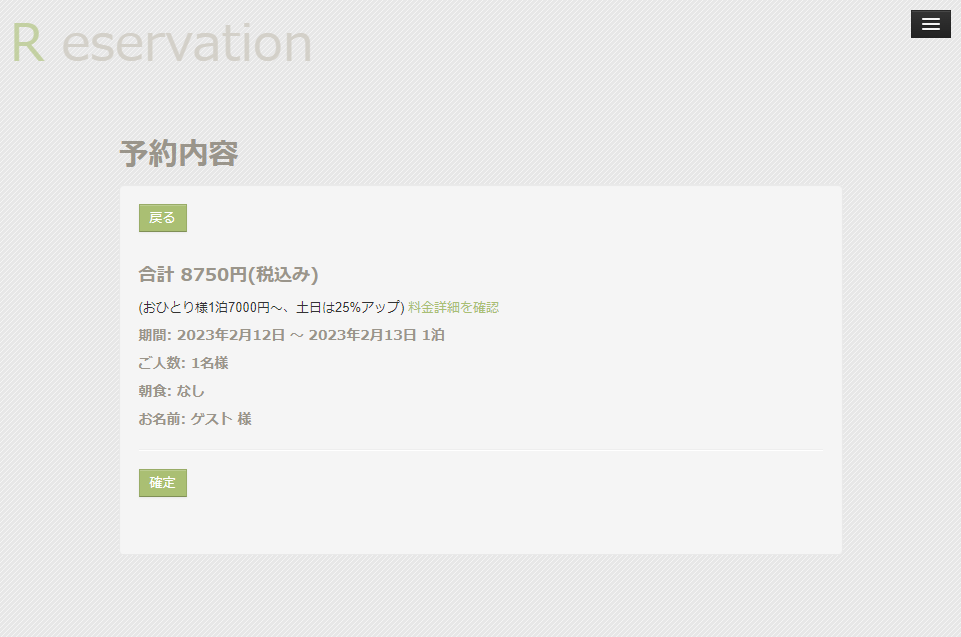 R eservation
予約内容
戻る
合計 8750円(税込み)
(おひとり様1泊7000円～、土日は25%アップ) 料金詳細を確認
期間: 2023年2月12日 ～ 2023年2月13日 1泊
ご人数: 1名様
朝食: なし
お名前: ゲスト 様
確定